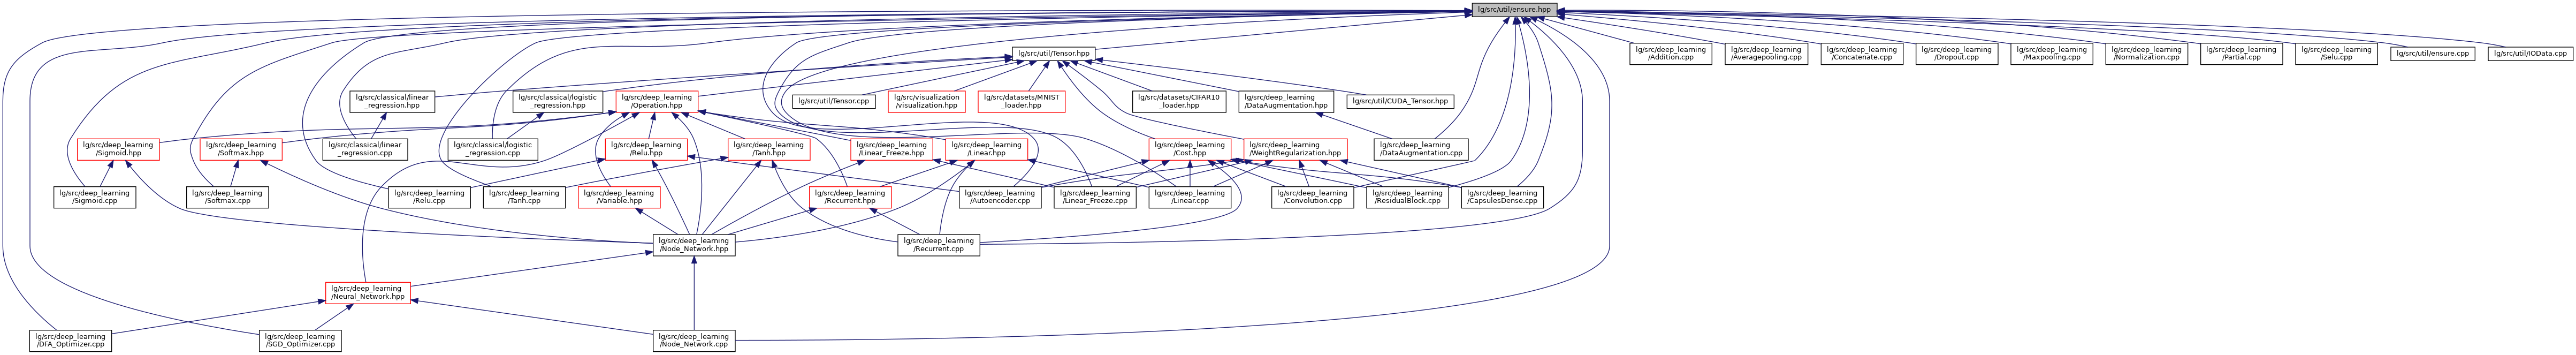 lg/src/util/ensure.hpp
lg/src/util/Tensor.hpp
lg/src/deep_learning
/Addition.cpp
lg/src/deep_learning
/Averagepooling.cpp
lg/src/deep_learning
/Concatenate.cpp
lg/src/deep_learning
/Dropout.cpp
lg/src/deep_learning
/Maxpooling.cpp
lg/src/deep_learning
/Normalization.cpp
lg/src/deep_learning
/Partial.cpp
lg/src/deep_learning
/Selu.cpp
lg/src/util/ensure.cpp
lg/src/util/IOData.cpp
lg/src/classical/linear
_regression.hpp
lg/src/classical/logistic
_regression.hpp
lg/src/deep_learning
/Operation.hpp
lg/src/util/Tensor.cpp
lg/src/visualization
/visualization.hpp
lg/src/datasets/MNIST
_loader.hpp
lg/src/datasets/CIFAR10
_loader.hpp
lg/src/deep_learning
/DataAugmentation.hpp
lg/src/util/CUDA_Tensor.hpp
lg/src/deep_learning
/Sigmoid.hpp
lg/src/deep_learning
/Softmax.hpp
lg/src/classical/linear
_regression.cpp
lg/src/classical/logistic
_regression.cpp
lg/src/deep_learning
/Relu.hpp
lg/src/deep_learning
/Tanh.hpp
lg/src/deep_learning
/Linear_Freeze.hpp
lg/src/deep_learning
/Linear.hpp
lg/src/deep_learning
/Cost.hpp
lg/src/deep_learning
/WeightRegularization.hpp
lg/src/deep_learning
/DataAugmentation.cpp
lg/src/deep_learning
/Sigmoid.cpp
lg/src/deep_learning
/Softmax.cpp
lg/src/deep_learning
/Relu.cpp
lg/src/deep_learning
/Tanh.cpp
lg/src/deep_learning
/Variable.hpp
lg/src/deep_learning
/Recurrent.hpp
lg/src/deep_learning
/Autoencoder.cpp
lg/src/deep_learning
/Linear_Freeze.cpp
lg/src/deep_learning
/Linear.cpp
lg/src/deep_learning
/Convolution.cpp
lg/src/deep_learning
/ResidualBlock.cpp
lg/src/deep_learning
/CapsulesDense.cpp
lg/src/deep_learning
/Node_Network.hpp
lg/src/deep_learning
/Recurrent.cpp
lg/src/deep_learning
/Neural_Network.hpp
lg/src/deep_learning
/DFA_Optimizer.cpp
lg/src/deep_learning
/SGD_Optimizer.cpp
lg/src/deep_learning
/Node_Network.cpp